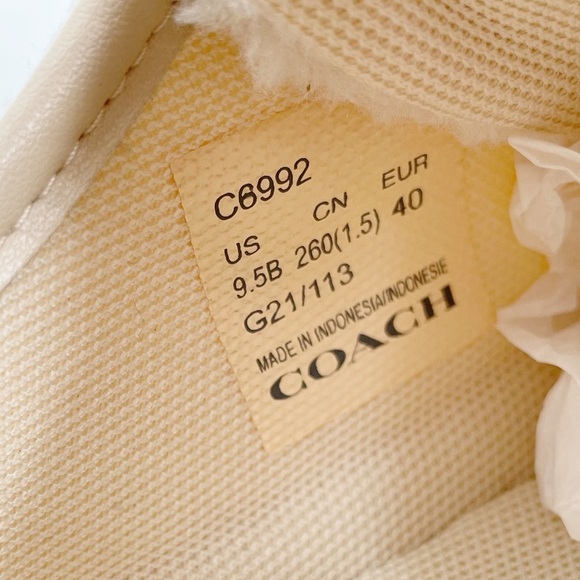 C6992
US CN EUR
9.5B 260(1.5) 40
G21/113
MADE IN INDONESIA/INDONESIE
COACH